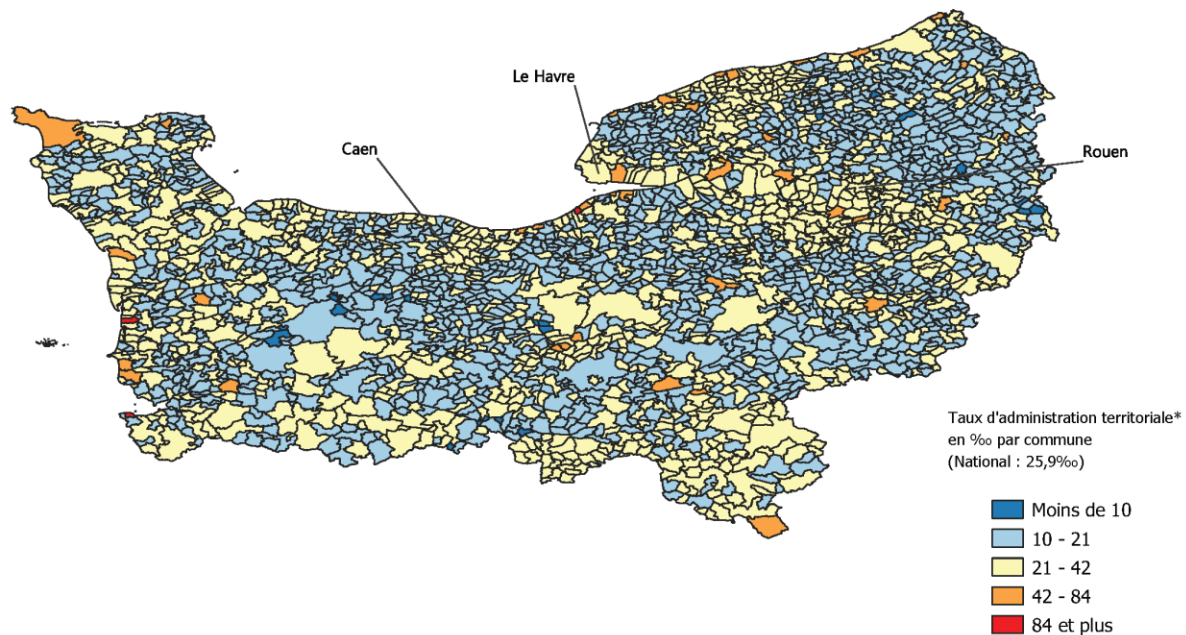 Le Havre
Caen
Rouen
Taux d'administration territoriale*
en ‰ par commune
(National : 25,9‰)
Moins de 10
10 - 21
21 - 42
42 - 84
84 et plus